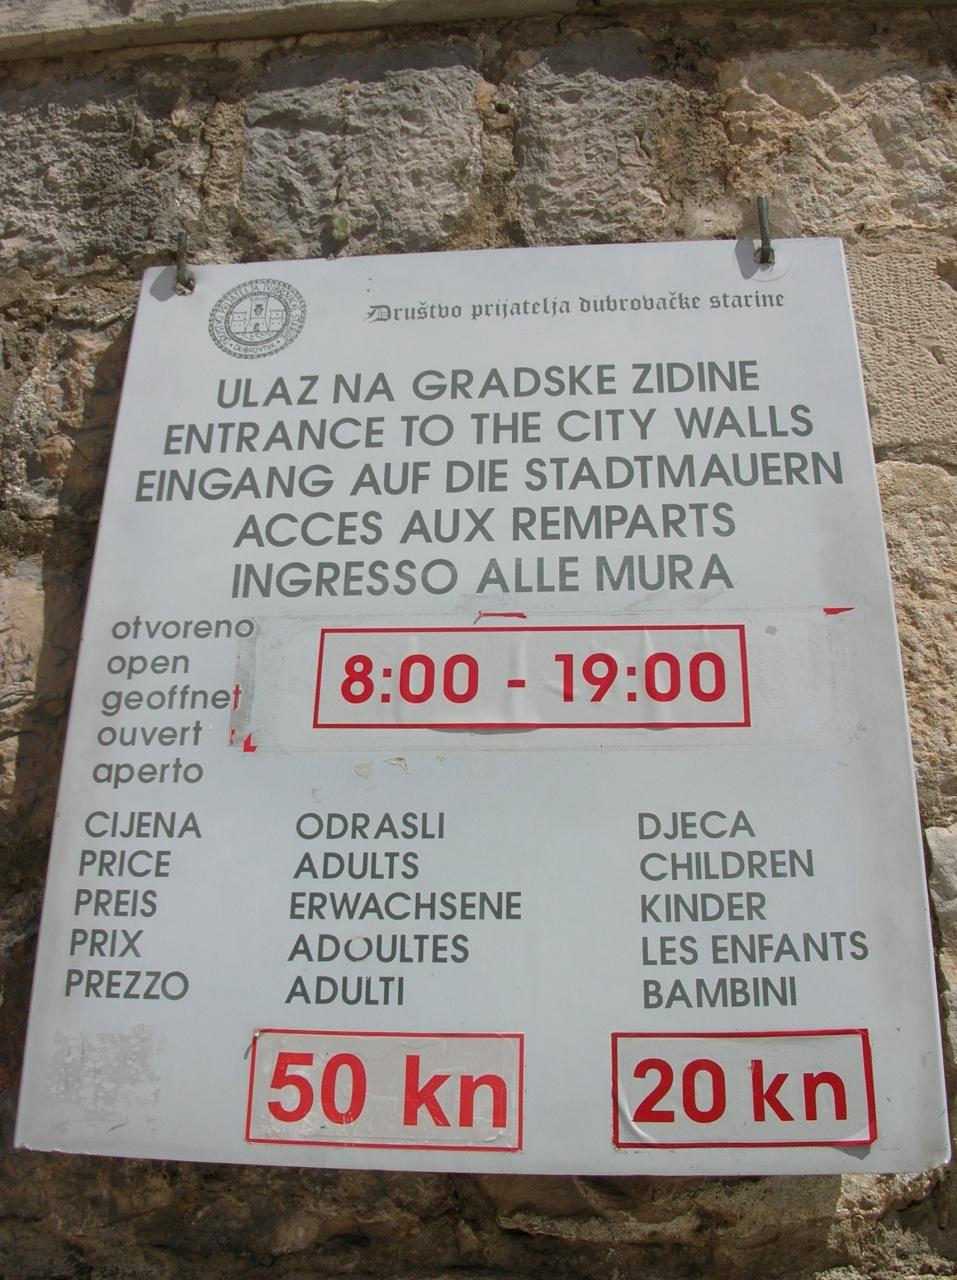 Društvo prijatelja dubrovačke starine
ULAZ NA GRADSKE ZIDINE
ENTRANCE TO THE CITY WALLS
EINGANG AUF DIE STADTMAUERN
ACCES AUX REMPARTS
INGRESSO ALLE MURA
otvoreno
open
geoffnet
ouvert
aperto
8:00 - 19:00
CIJENA ODRASLI DJECA
PRICE ADULTS CHILDREN
PREIS ERWACHSENE KINDER
PRIX ADOULTES LES ENFANTS
PREZZO ADULTI BAMBINI
50 kn 20 kn